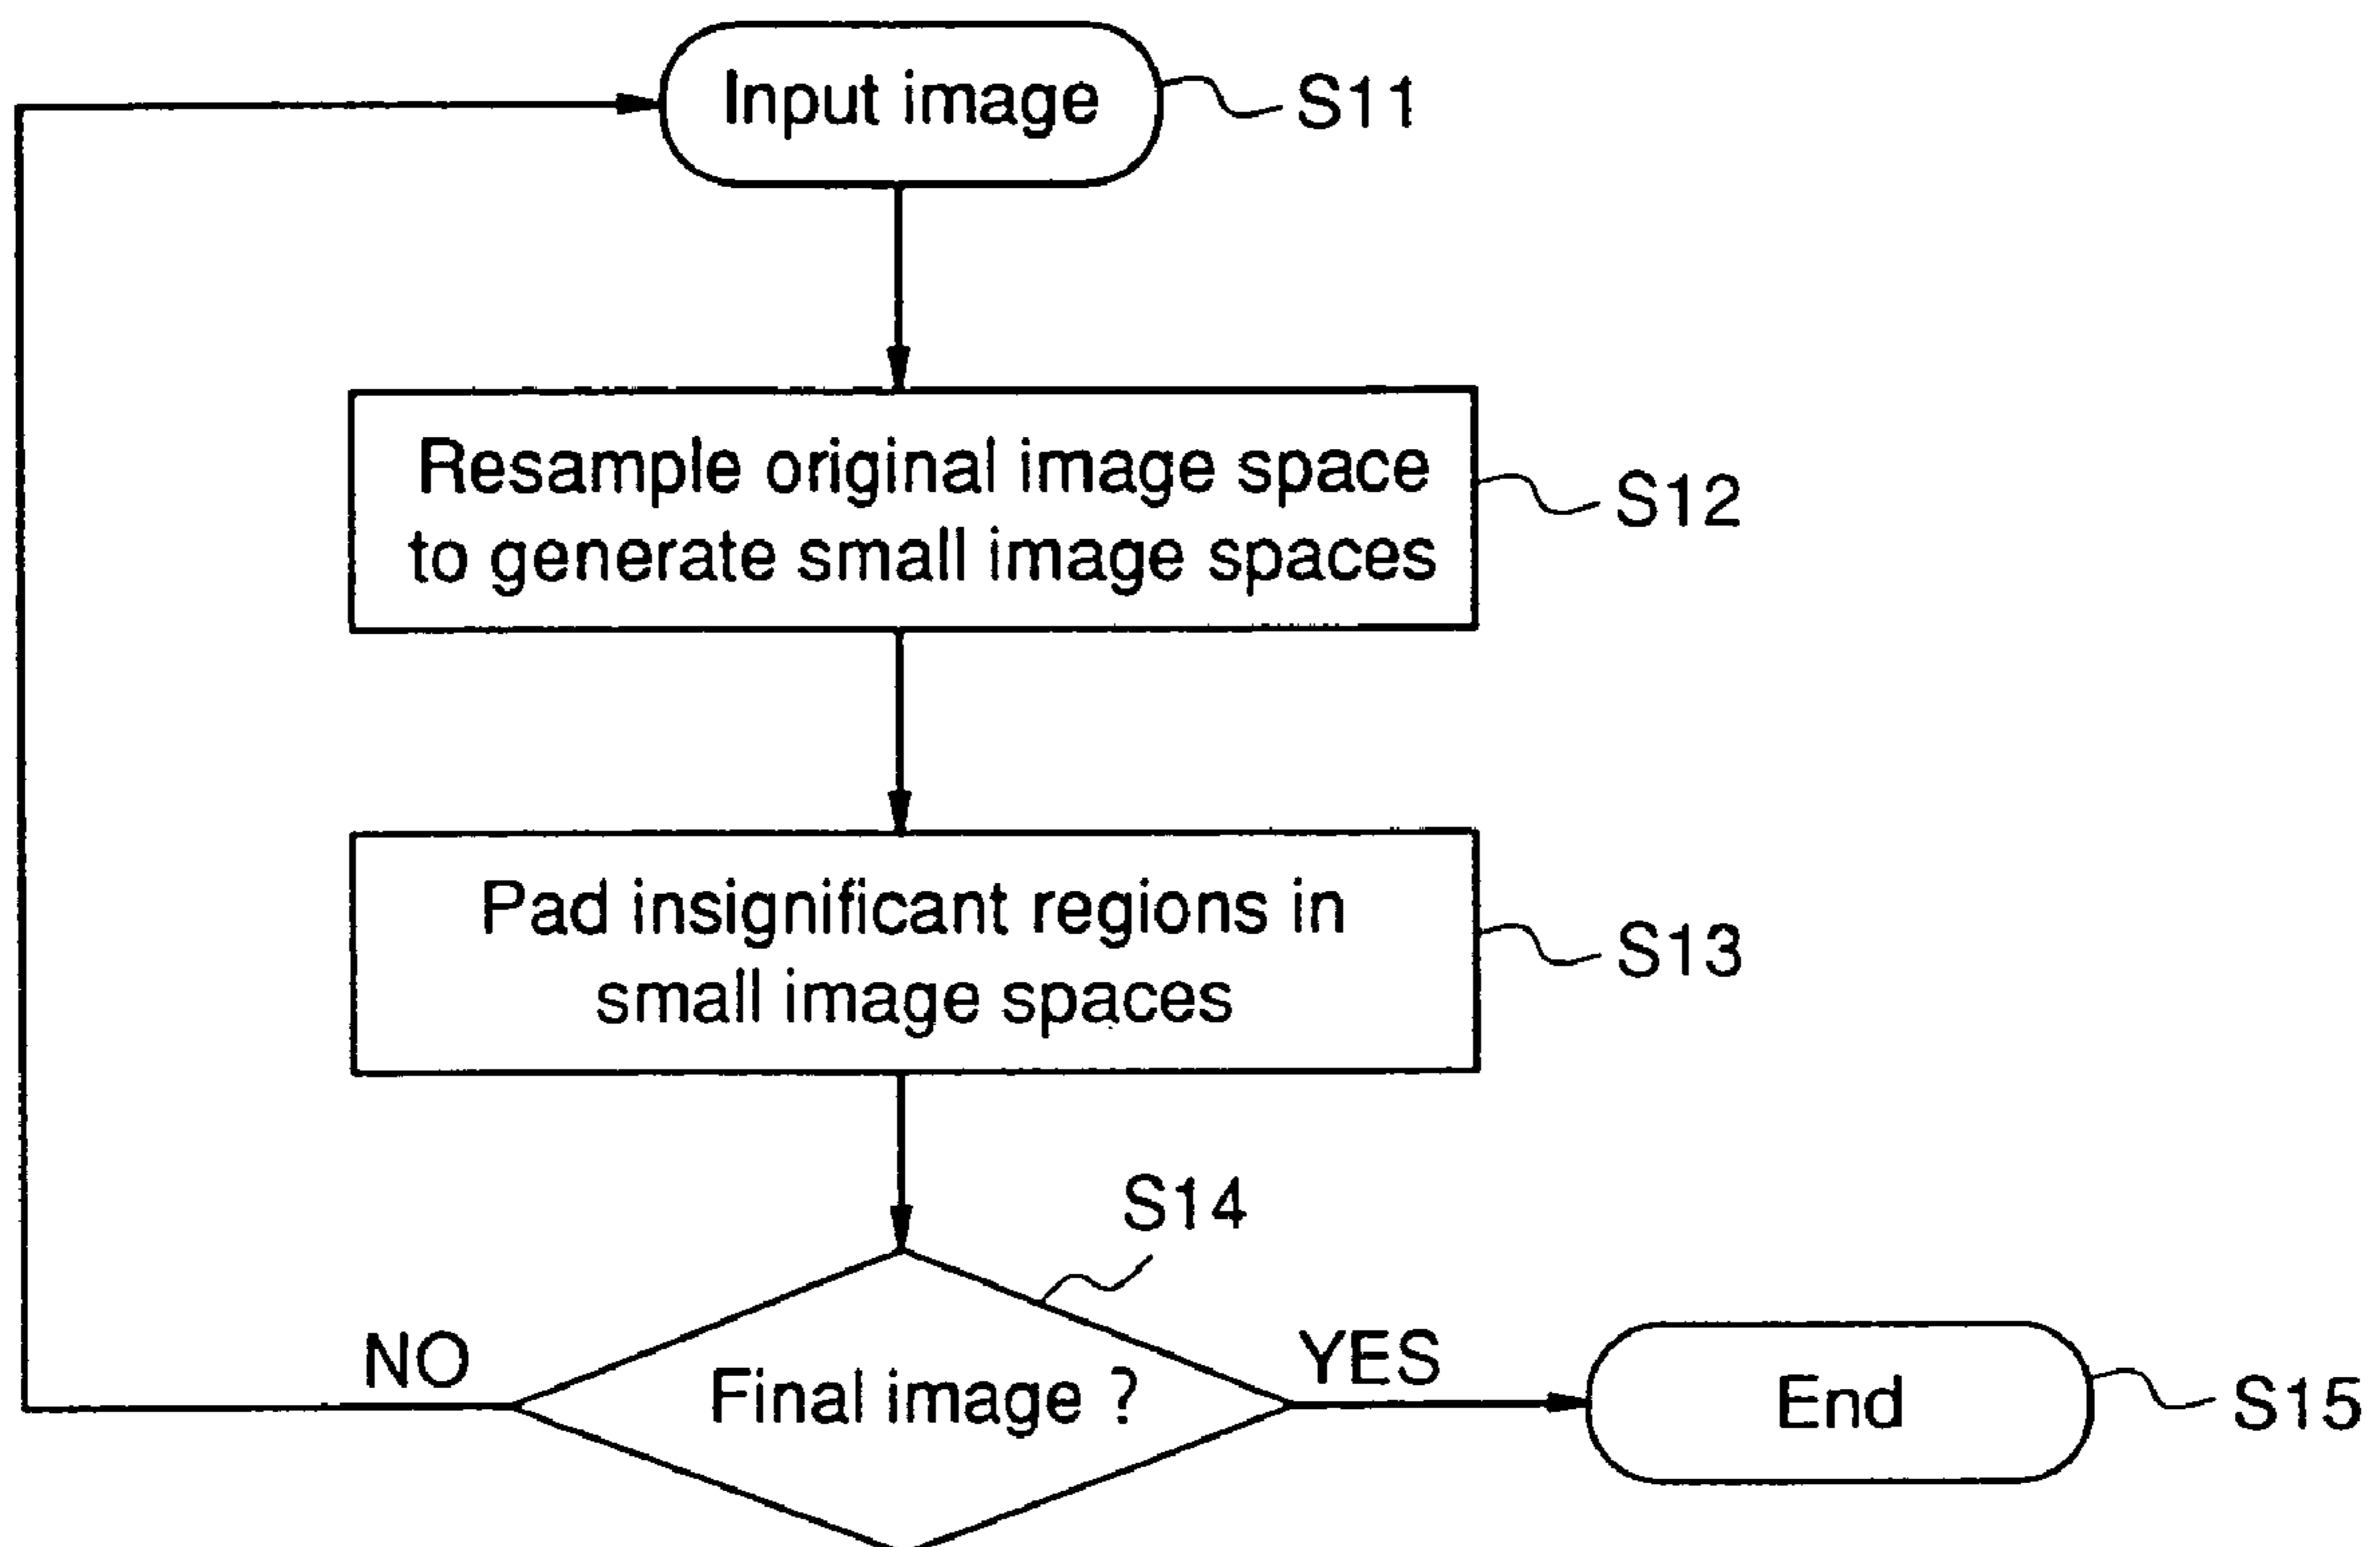 Input image
S11
Resample original image space
to generate small image spaces
S12
Pad insignificant regions in
small image spaces
S13
S14
NO
Final image ?
YES
End
S15